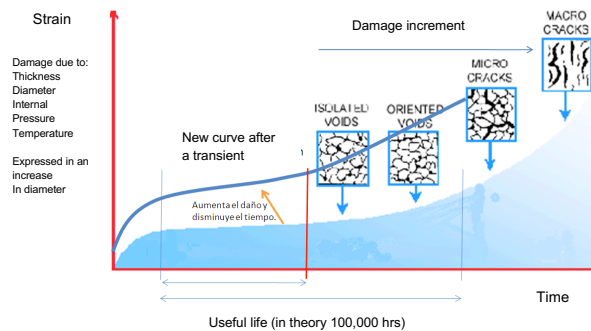 Strain
Damage increment
MACRO
CRACKS
Damage due to:
Thickness
Diameter
Internal
Pressure
Temperature
Expressed in an
increase
In diameter
MICRO
CRACKS
ISOLATED
VOIDS
ORIENTED
VOIDS
New curve after
a transient
Aumenta el daño y
disminuye el tiempo.
Time
Useful life (in theory 100,000 hrs)